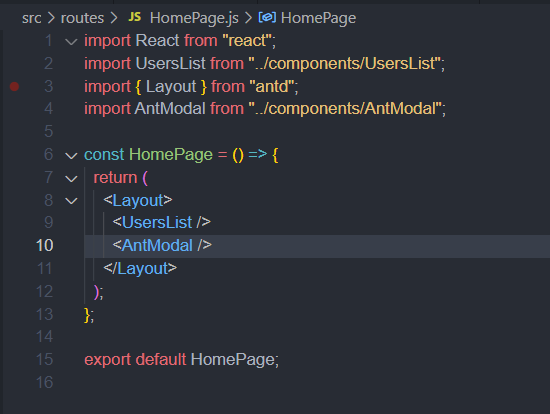 src > routes > JS HomePage.js > HomePage
1 import React from "react";
2 import UsersList from "../components/UsersList";
3 import { Layout } from "antd";
4 import AntModal from "../components/AntModal";
5
6 const HomePage = () => {
7 return (
8 <Layout>
9 <UsersList />
10 <AntModal />
11 </Layout>
12 );
13 };
14
15 export default HomePage;
16